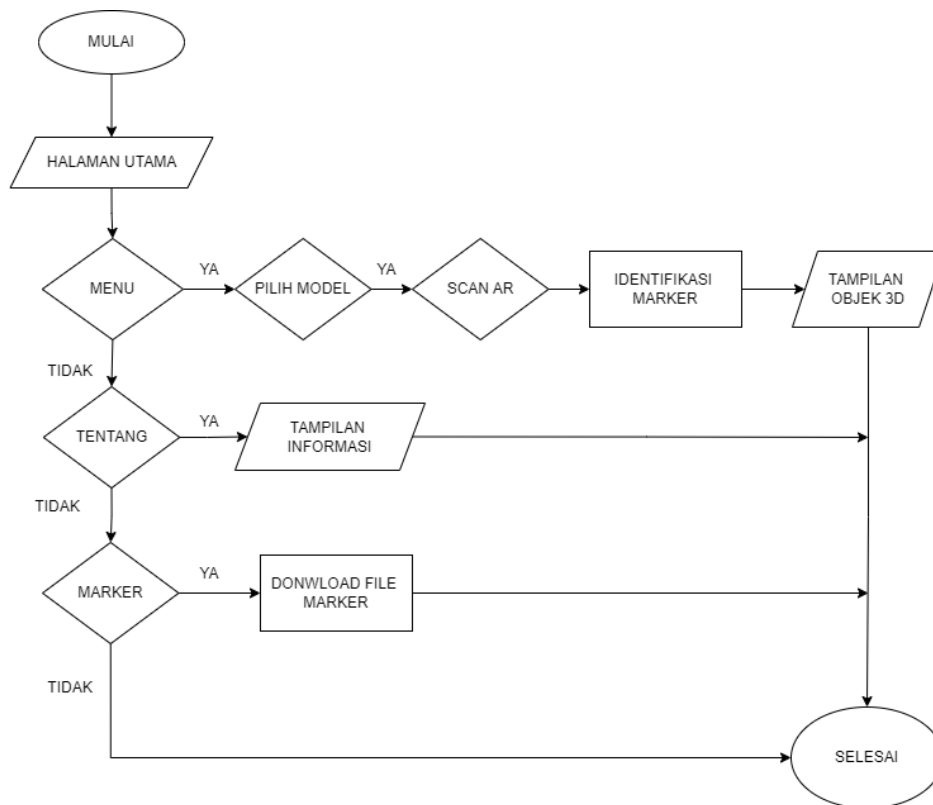 MULAI
HALAMAN UTAMA
MENU
YA
PILIH MODEL
YA
SCAN AR
IDENTIFIKASI
MARKER
TAMPILAN
OBJEK 3D
TIDAK
TENTANG
YA
TAMPILAN
INFORMASI
TIDAK
MARKER
YA
DONWLOAD FILE
MARKER
TIDAK
SELESAI